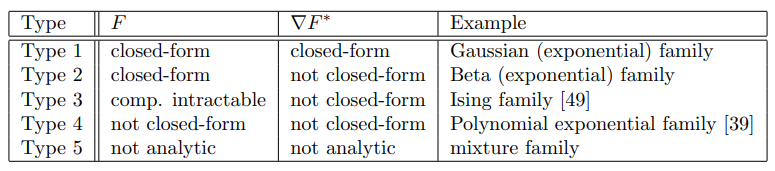 Type F ∇F* Example
Type 1 closed-form closed-form Gaussian (exponential) family
Type 2 closed-form not closed-form Beta (exponential) family
Type 3 comp. intractable not closed-form Ising family [49]
Type 4 not closed-form not closed-form Polynomial exponential family [39]
Type 5 not analytic not analytic mixture family